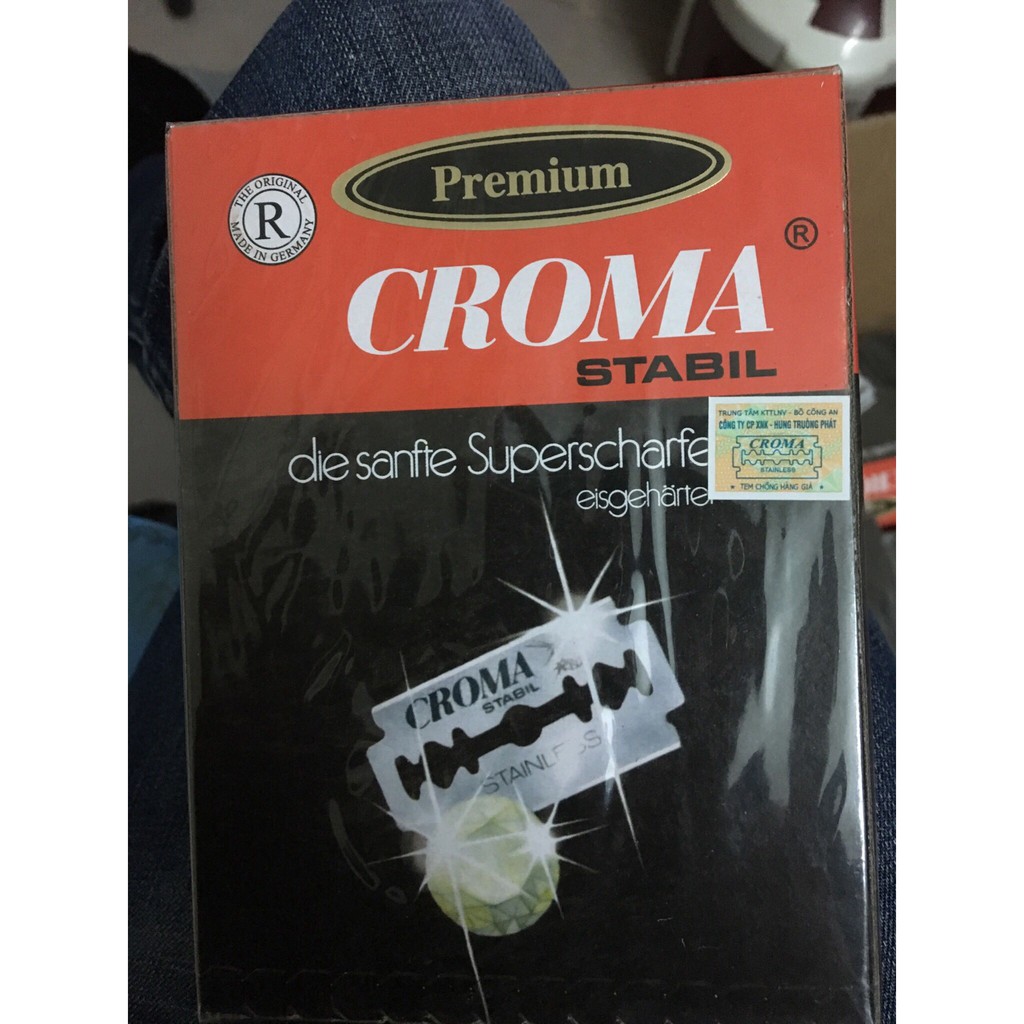 Premium
THE ORIGINAL
R
MADE IN GERMANY
®
CROMA
STABIL
TRUNG TÂM KTTLNV - BỘ CÔNG AN
CÔNG TY CP XNK - HƯNG TRƯỜNG PHÁT
CROMA
STAINLESS
★ TEM CHỐNG HÀNG GIẢ ★
die sanfte Superscharfe
eisgehärtet
CROMA
STABIL
STAINLESS